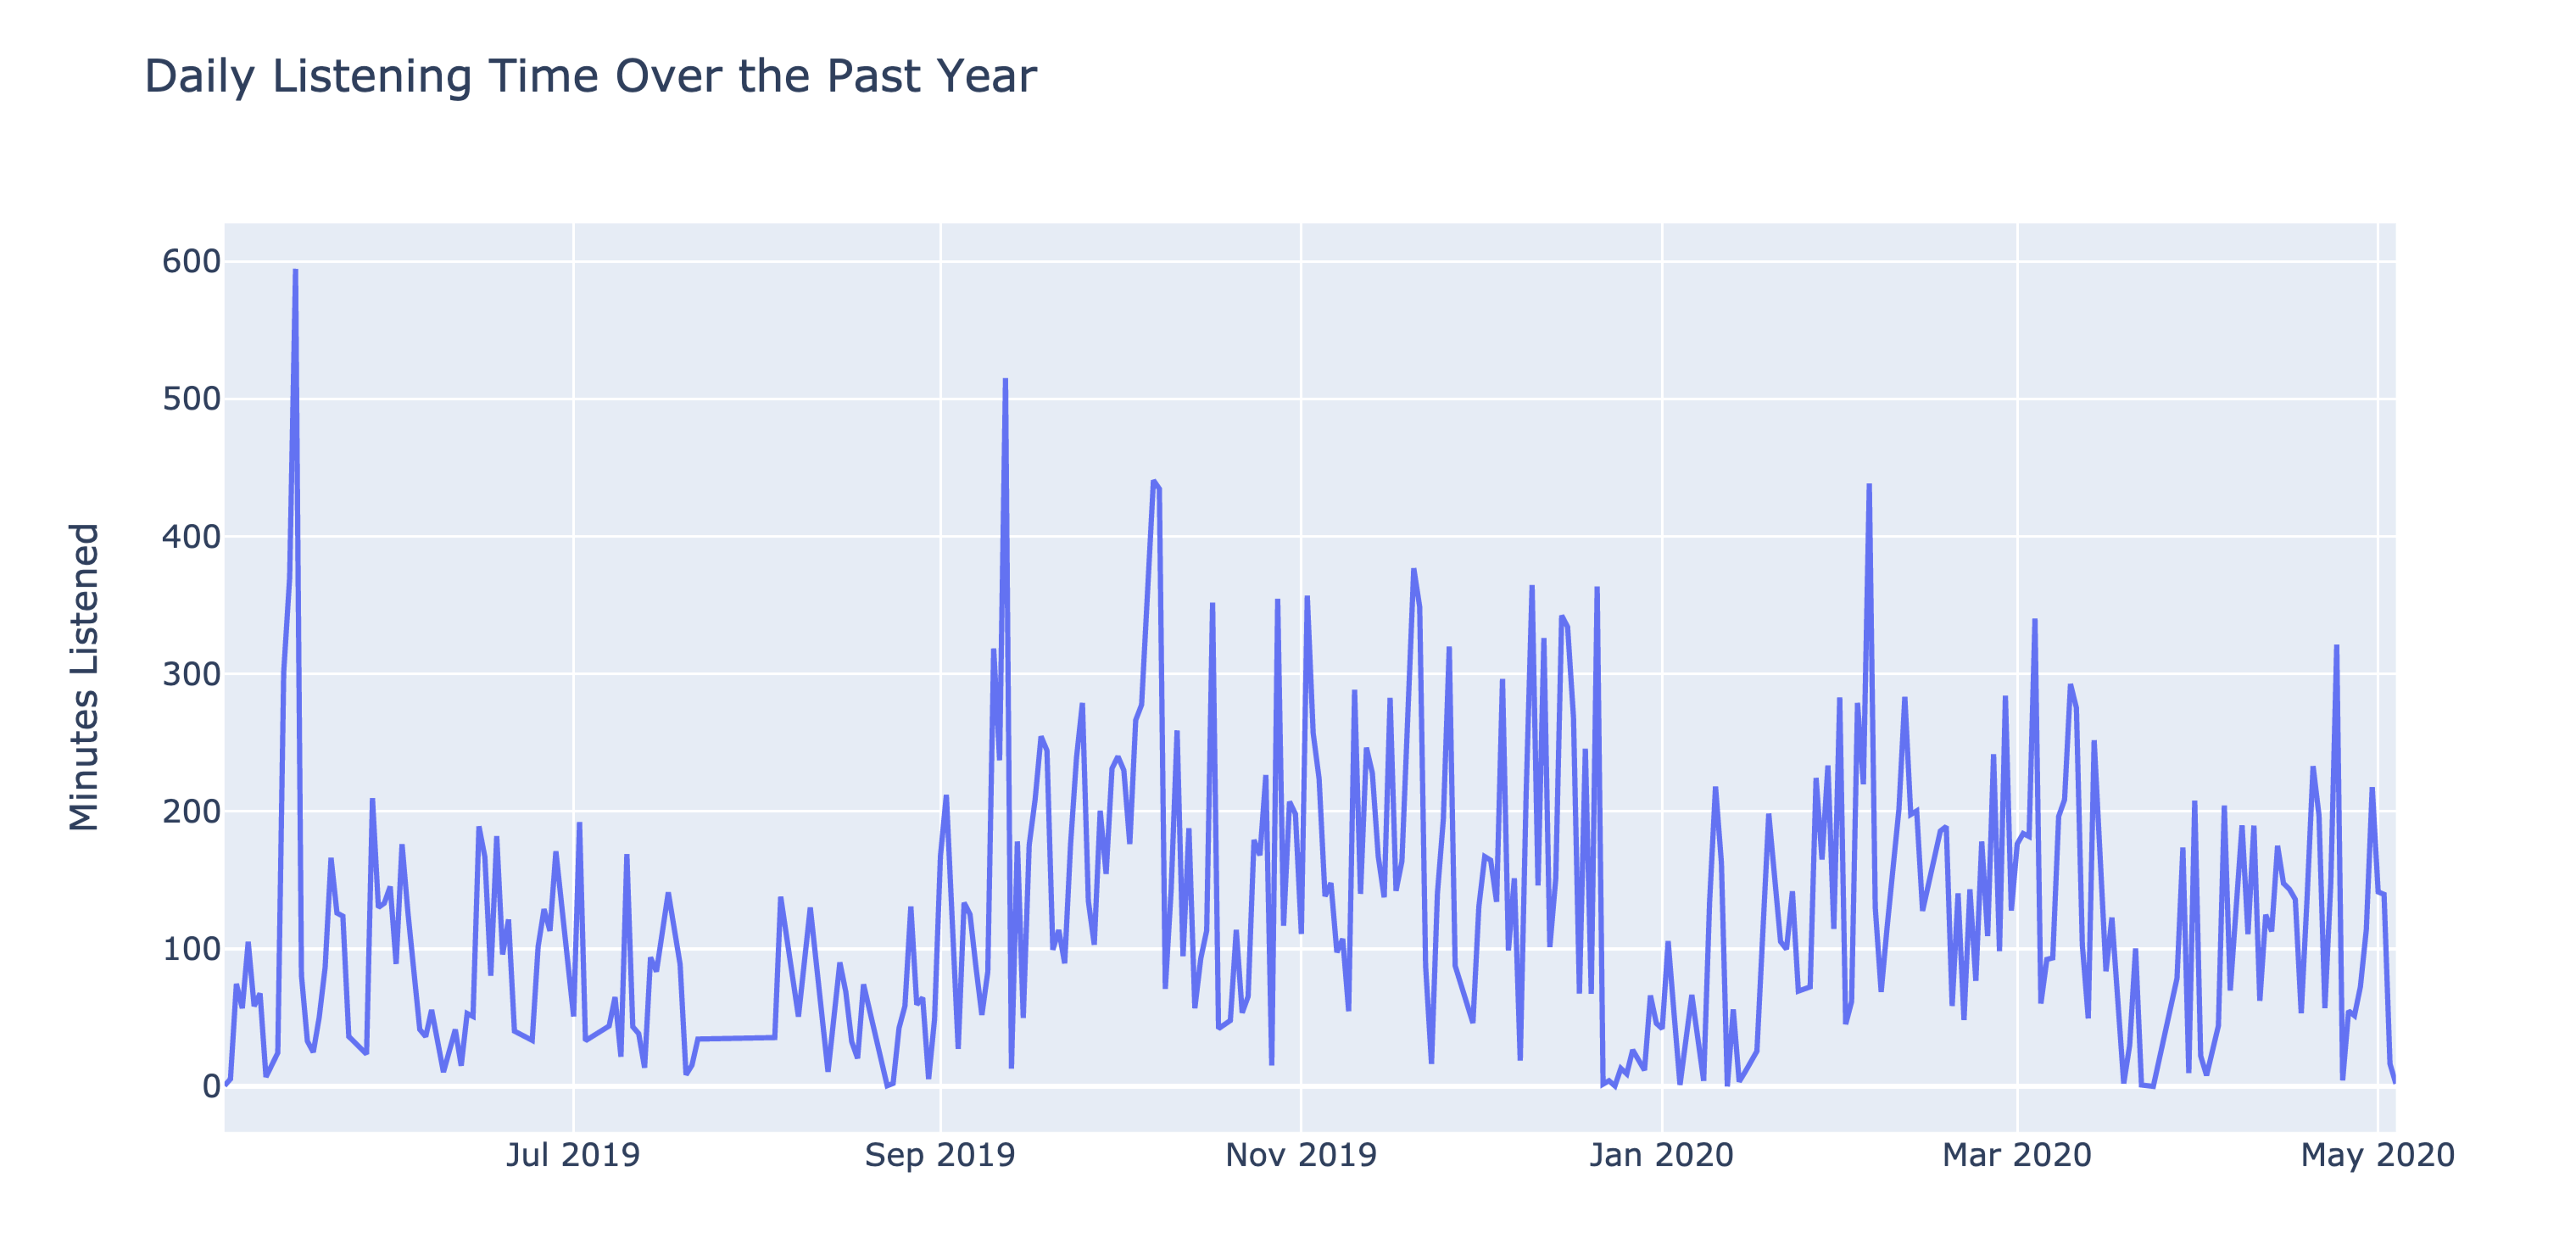 Daily Listening Time Over the Past Year
Minutes Listened
600
500
400
300
200
100
0
Jul 2019
Sep 2019
Nov 2019
Jan 2020
Mar 2020
May 2020